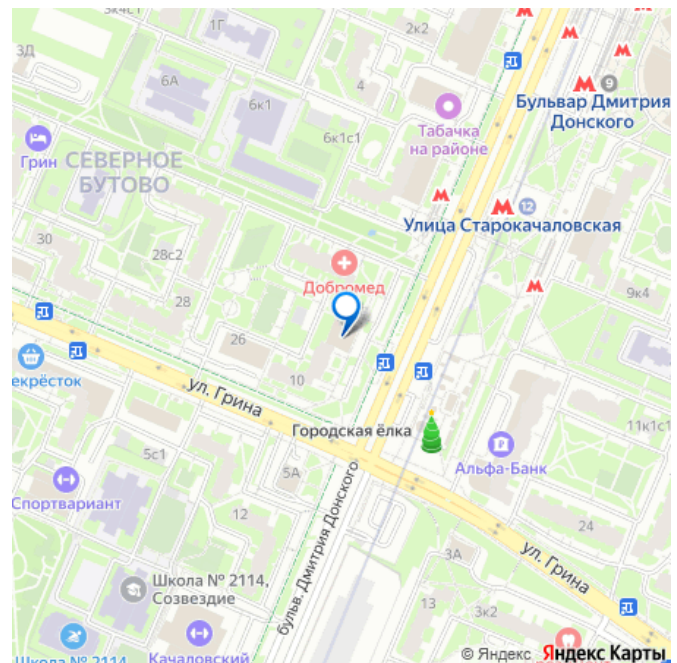 3к4с1
1Г
2к2
3Д
6А
4
9
6к1
Бульвар Дмитрия
Донского
Табачка
на районе
6к1с1
Грин
СЕВЕРНОЕ
БУТОВО
12
Улица Старокачаловская
30
28с2
Добромед
9к4
28
26
екрёсток
10
ул. Грина
Городская ёлка
11к1с1
5с1
5А
Альфа-Банк
Спортвариант
12
24
бульв. Дмитрия Донского
3А
ул. Грина
Школа № 2114,
Созвездие
13
3к2
Школа № 2114
Качаловский
© Яндекс Яндекс Карты